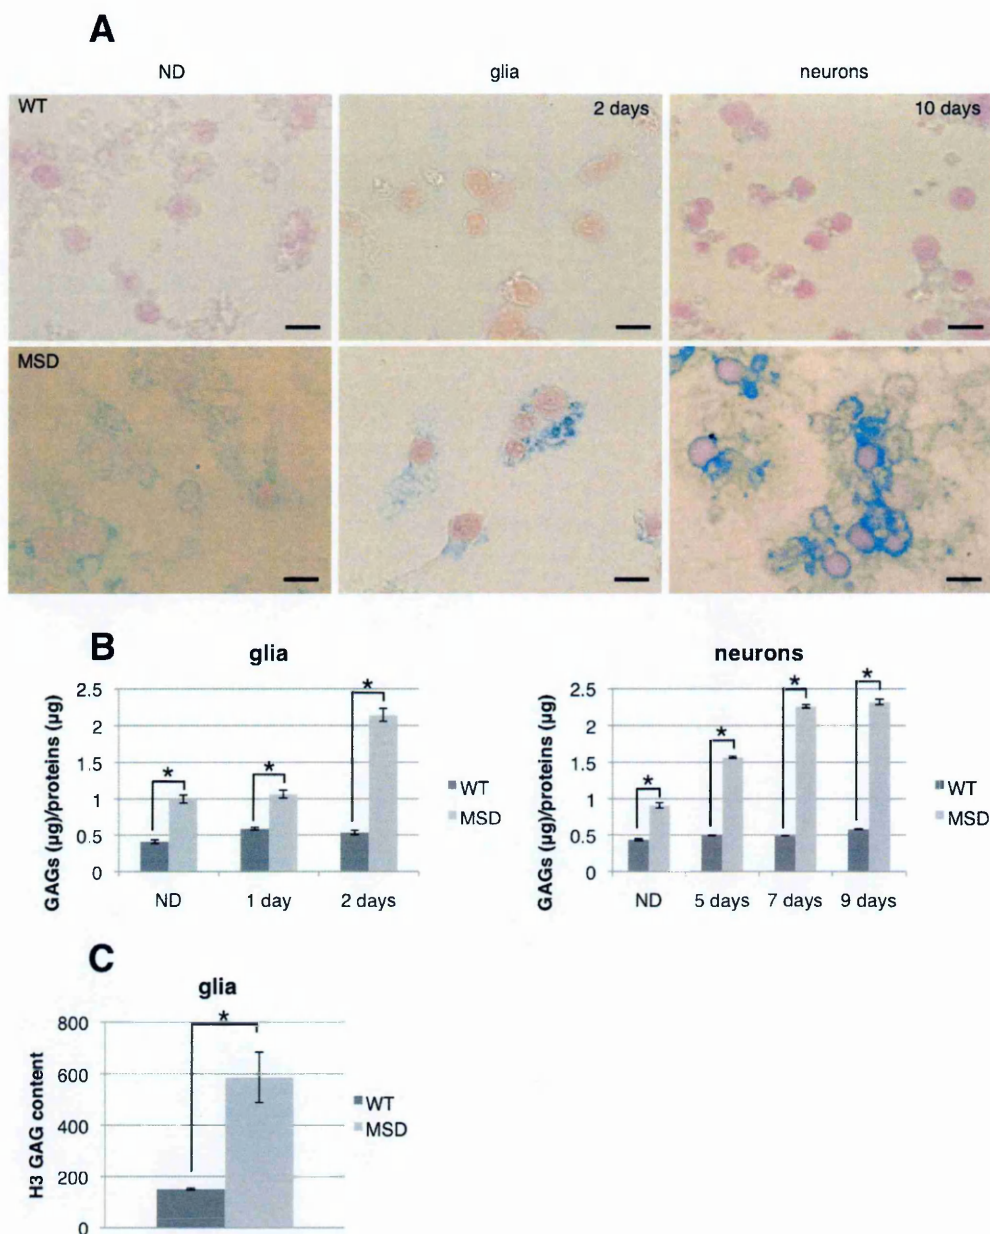 A
ND
glia
neurons
WT
2 days
10 days
MSD
B
glia
GAGs (µg)/proteins (µg)
2.5
2
1.5
1
0.5
0
*
*
*
ND
1 day
2 days
WT
MSD
neurons
GAGs (µg)/proteins (µg)
2.5
2
1.5
1
0.5
0
*
*
*
*
ND
5 days
7 days
9 days
WT
MSD
C
glia
H3 GAG content
800
600
400
200
0
*
WT
MSD